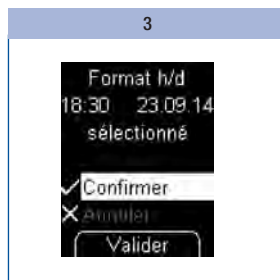 3
Format h/d
18:30 23.09.14
sélectionné
Confirmer
Annuler
Valider